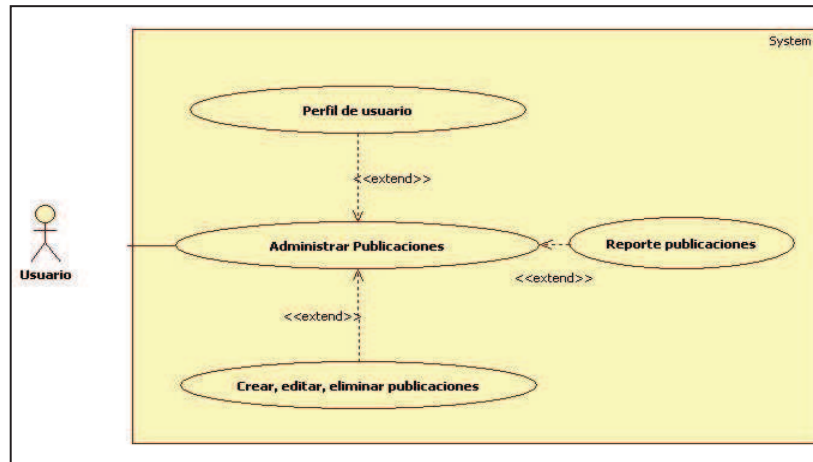 System
Perfil de usuario
<<extend>>
Administrar Publicaciones
Reporte publicaciones
Usuario
<<extend>>
<<extend>>
Crear, editar, eliminar publicaciones